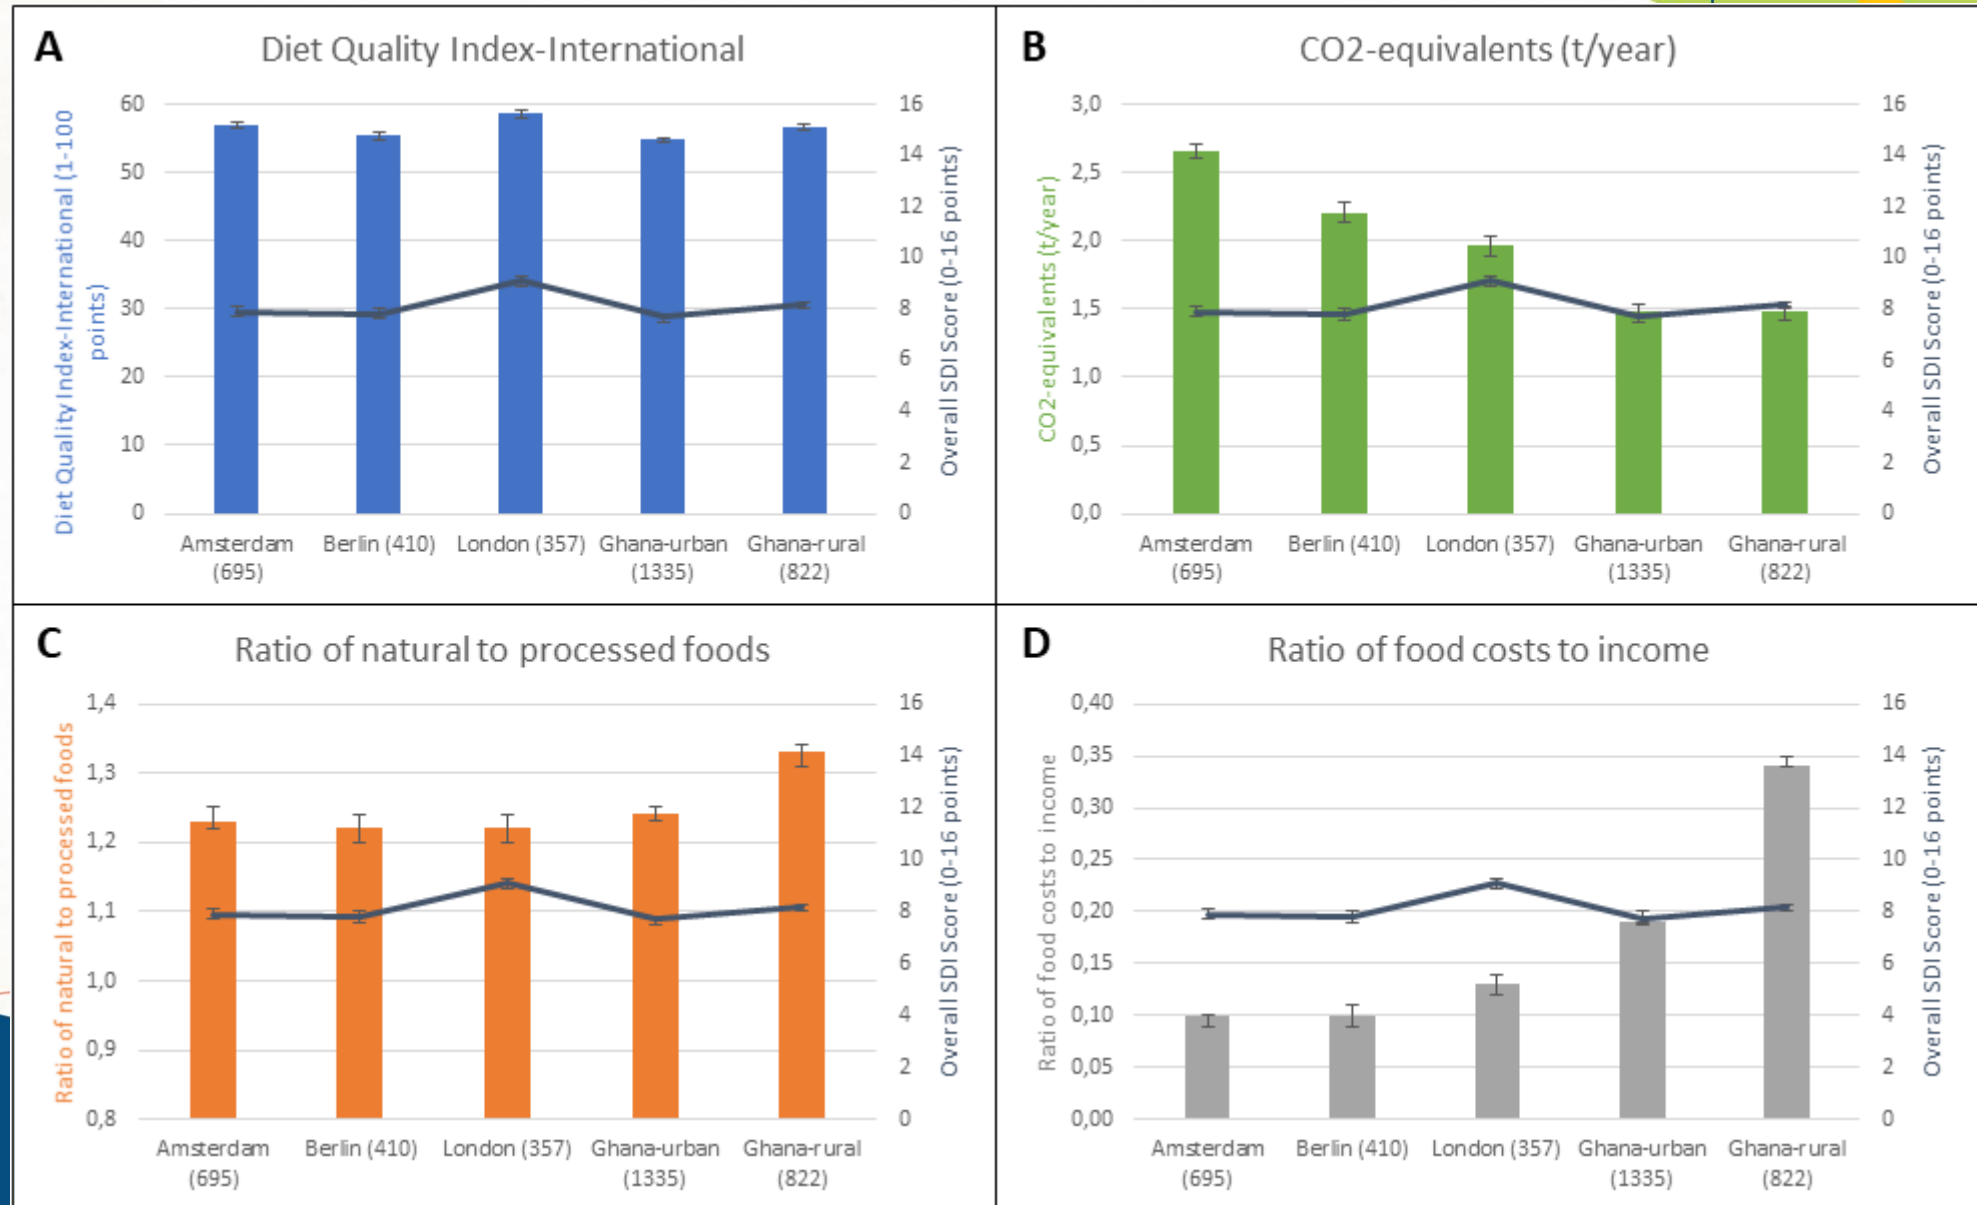 A
Diet Quality Index-International
Diet Quality Index-International (1-100
points)
60
50
40
30
20
10
0
16
14
12
10
8
6
4
2
0
Overall SDI Score (0-16 points)
Amsterdam Berlin (410) London (357) Ghana-urban Ghana-rural
(695) (1335) (822)
B
CO2-equivalents (t/year)
CO2-equivalents (t/year)
3,0
2,5
2,0
1,5
1,0
0,5
0,0
16
14
12
10
8
6
4
2
0
Overall SDI Score (0-16 points)
Amsterdam Berlin (410) London (357) Ghana-urban Ghana-rural
(695) (1335) (822)
C
Ratio of natural to processed foods
Ratio of natural to processed foods
1,4
1,3
1,2
1,1
1,0
0,9
0,8
16
14
12
10
8
6
4
2
0
Overall SDI Score (0-16 points)
Amsterdam Berlin (410) London (357) Ghana-urban Ghana-rural
(695) (1335) (822)
D
Ratio of food costs to income
Ratio of food costs to income
0,40
0,35
0,30
0,25
0,20
0,15
0,10
0,05
0,00
16
14
12
10
8
6
4
2
0
Overall SDI Score (0-16 points)
Amsterdam Berlin (410) London (357) Ghana-urban Ghana-rural
(695) (1335) (822)